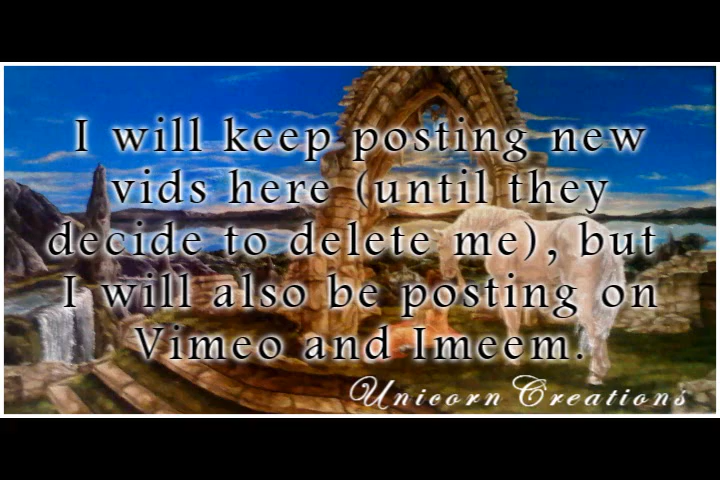 I will keep posting new
vids here (until they
decide to delete me), but
I will also be posting on
Vimeo and Imeem.
Unicorn Creations